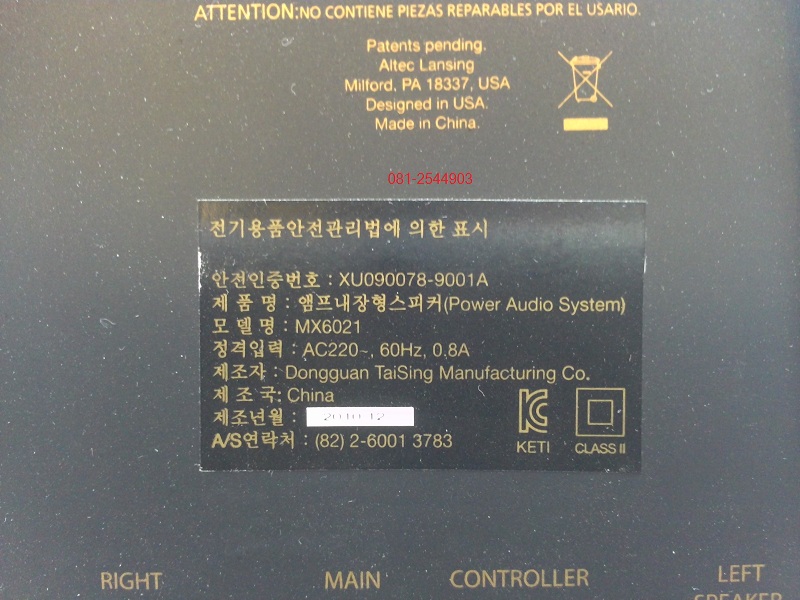 ATTENTION:NO CONTIENE PIEZAS REPARABLES POR EL USARIO.
Patents pending.
Altec Lansing
Milford, PA 18337, USA
Designed in USA.
Made in China.
081-2544903
전기용품안전관리법에 의한 표시
안전인증번호 : XU090078-9001A
제 품 명 : 앰프내장형스피커(Power Audio System)
모 델 명 : MX6021
정격입력 : AC220~, 60Hz, 0.8A
제조자 : Dongguan TaiSing Manufacturing Co.
제 조 국: China
제조년월 : 2010.12
A/S연락처 : (82) 2-6001 3783
KETI
CLASS II
RIGHT
MAIN
CONTROLLER
LEFT
SPEAKER